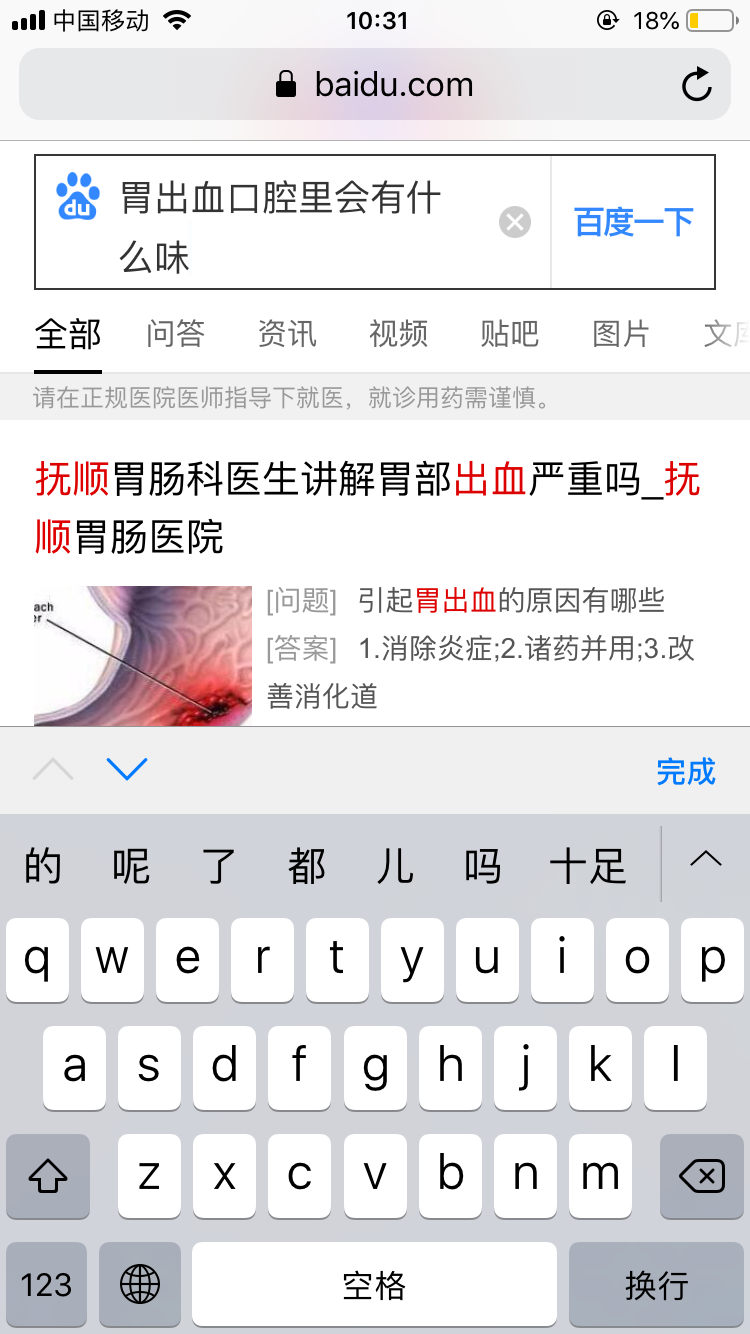 中国移动 10:31 18%
baidu.com
du 胃出血口腔里会有什
么味
百度一下
全部 问答 资讯 视频 贴吧 图片 文库
请在正规医院医师指导下就医，就诊用药需谨慎。
抚顺胃肠科医生讲解胃部出血严重吗_抚
顺胃肠医院
ach
er
[问题] 引起胃出血的原因有哪些
[答案] 1.消除炎症;2.诸药并用;3.改
善消化道
完成
的 呢 了 都 儿 吗 十足
q w e r t y u i o p
a s d f g h j k l
z x c v b n m
123 空格 换行